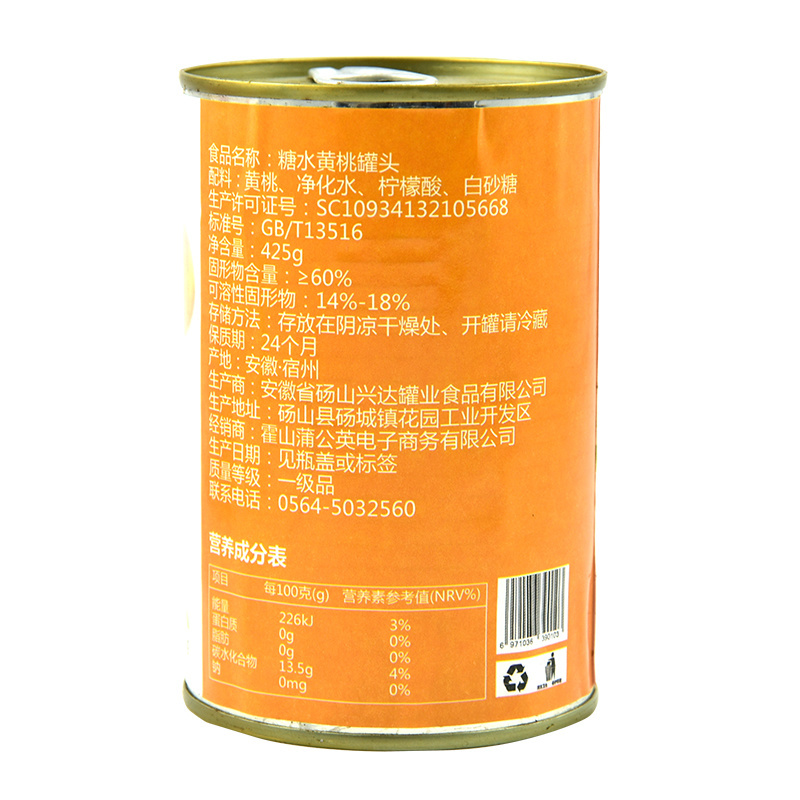 食品名称：糖水黄桃罐头
配料：黄桃、净化水、柠檬酸、白砂糖
生产许可证号：SC10934132105668
标准号：GB/T13516
净含量：425g
固形物含量：≥60%
可溶性固形物：14%-18%
存储方法：存放在阴凉干燥处、开罐请冷藏
保质期：24个月
产地：安徽·宿州
生产商：安徽省砀山兴达罐业食品有限公司
生产地址：砀山县砀城镇花园工业开发区
经销商：霍山蒲公英电子商务有限公司
生产日期：见瓶盖或标签
质量等级：一级品
联系电话：0564-5032560
营养成分表
项目 每100克(g) 营养素参考值(NRV%)
能量 226kJ 3%
蛋白质 0g 0%
脂肪 0g 0%
碳水化合物 13.5g 4%
钠 0mg 0%
6 971036 390103